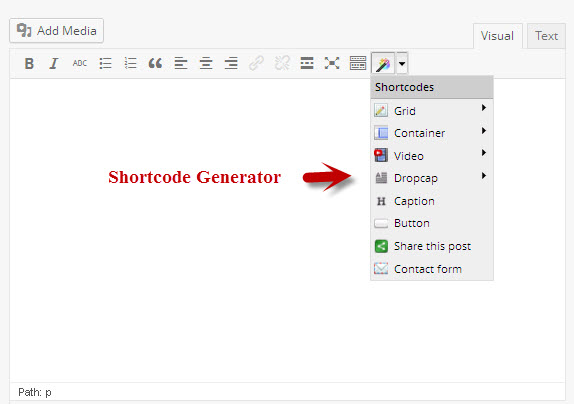 Add Media
Visual Text
B I ABC
Shortcodes
Grid
Container
Video
Shortcode Generator
Dropcap
H Caption
Button
Share this post
Contact form
Path: p